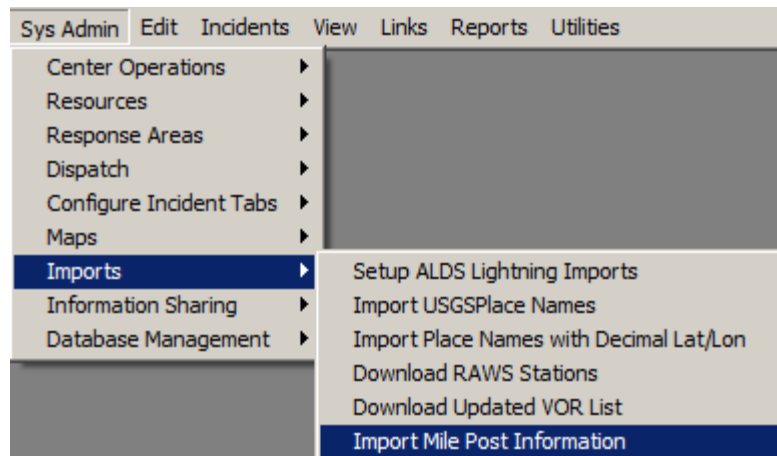 Sys Admin Edit Incidents View Links Reports Utilities
Center Operations
Resources
Response Areas
Dispatch
Configure Incident Tabs
Maps
Imports
Information Sharing
Database Management
Setup ALDS Lightning Imports
Import USGSPlace Names
Import Place Names with Decimal Lat/Lon
Download RAWS Stations
Download Updated VOR List
Import Mile Post Information